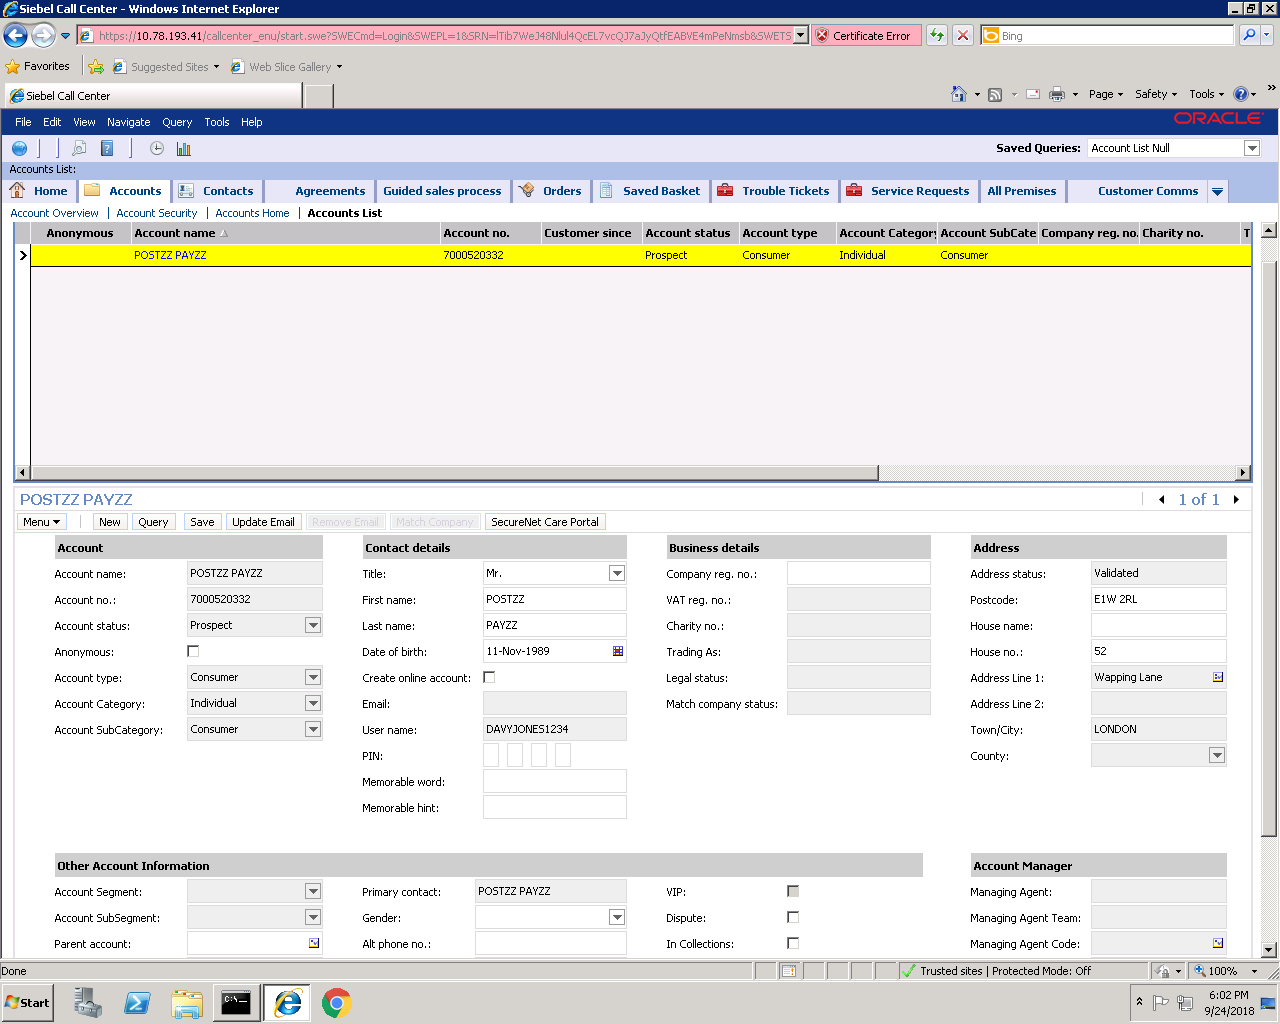 Siebel Call Center - Windows Internet Explorer
https://10.78.193.41/callcenter_enu/start.swe?SWECmd=Login&SWEPL=1&SRN=
Certificate Error
Bing
Favorites
Suggested Sites
Web Slice Gallery
Siebel Call Center
Page
Safety
Tools
File Edit View Navigate Query Tools Help
ORACLE
Saved Queries: Account List Null
Accounts List:
Home Accounts Contacts Agreements Guided sales process Orders Saved Basket Trouble Tickets Service Requests All Premises Customer Comms
Account Overview | Account Security | Accounts Home | Accounts List
Anonymous Account name Account no. Customer since Account status Account type Account Category Account SubCate Company reg. no. Charity no. T
POSTZZ PAYZZ 7000520332 Prospect Consumer Individual Consumer
POSTZZ PAYZZ
1 of 1
Menu New Query Save Update Email Remove Email Match Company SecureNet Care Portal
Account
Account name: POSTZZ PAYZZ
Account no.: 7000520332
Account status: Prospect
Anonymous:
Account type: Consumer
Account Category: Individual
Account SubCategory: Consumer
Contact details
Title: Mr.
First name: POSTZZ
Last name: PAYZZ
Date of birth: 11-Nov-1989
Create online account:
Email:
User name: DAVYJONES1234
PIN:
Memorable word:
Memorable hint:
Business details
Company reg. no.:
VAT reg. no.:
Charity no.:
Trading As:
Legal status:
Match company status:
Address
Address status: Validated
Postcode: E1W 2RL
House name:
House no.: 52
Address Line 1: Wapping Lane
Address Line 2:
Town/City: LONDON
County:
Other Account Information
Account Segment:
Account SubSegment:
Parent account:
Primary contact: POSTZZ PAYZZ
Gender:
Alt phone no.:
VIP:
Dispute:
In Collections:
Account Manager
Managing Agent:
Managing Agent Team:
Managing Agent Code:
Done
Trusted sites | Protected Mode: Off
100%
Start
6:02 PM
9/24/2018